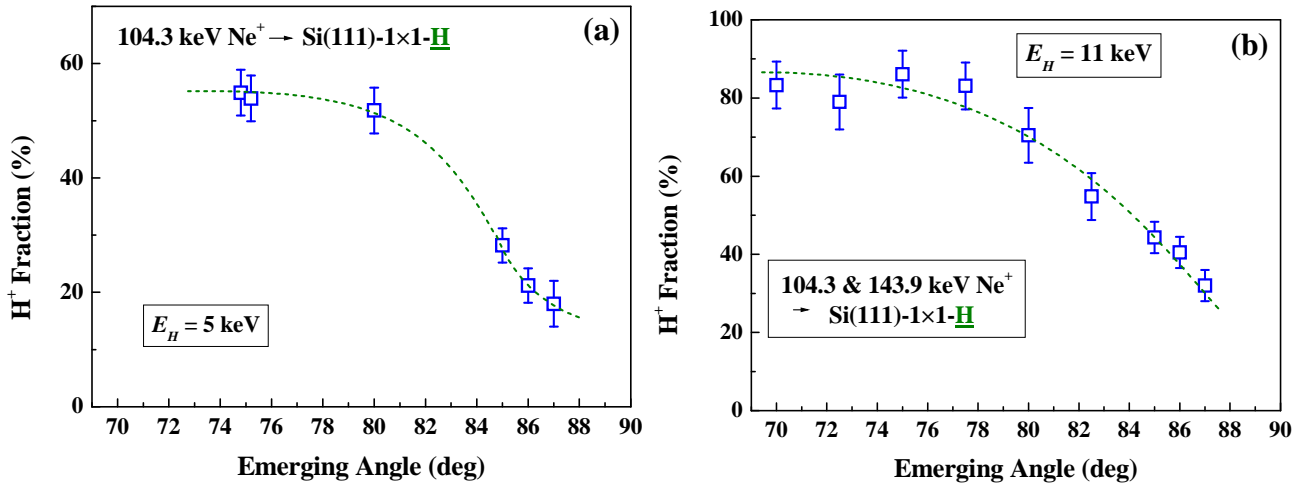 (a)
104.3 keV Ne⁺ → Si(111)-1×1-H
60
40
20
0
H⁺ Fraction (%)
E_H = 5 keV
70 72 74 76 78 80 82 84 86 88 90
Emerging Angle (deg)
(b)
E_H = 11 keV
100
80
60
40
20
0
H⁺ Fraction (%)
104.3 & 143.9 keV Ne⁺
→ Si(111)-1×1-H
70 72 74 76 78 80 82 84 86 88 90
Emerging Angle (deg)